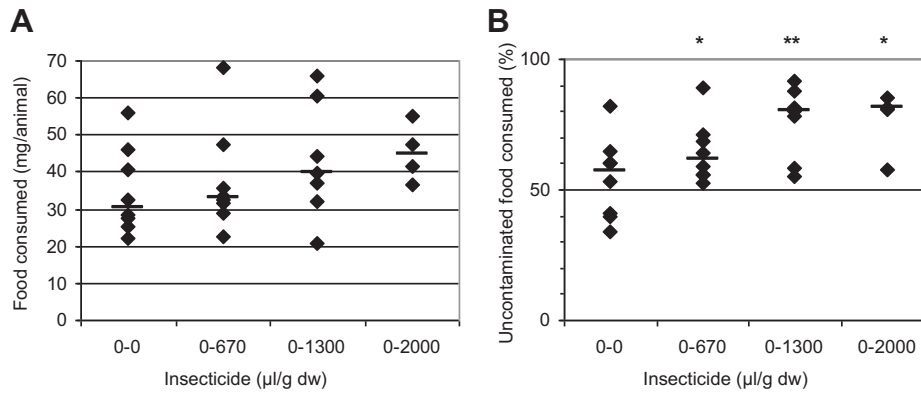 A
Food consumed (mg/animal)
70
60
50
40
30
20
10
0
0-0 0-670 0-1300 0-2000
Insecticide (µl/g dw)
B
* ** *
Uncontaminated food consumed (%)
100
50
0
0-0 0-670 0-1300 0-2000
Insecticide (µl/g dw)